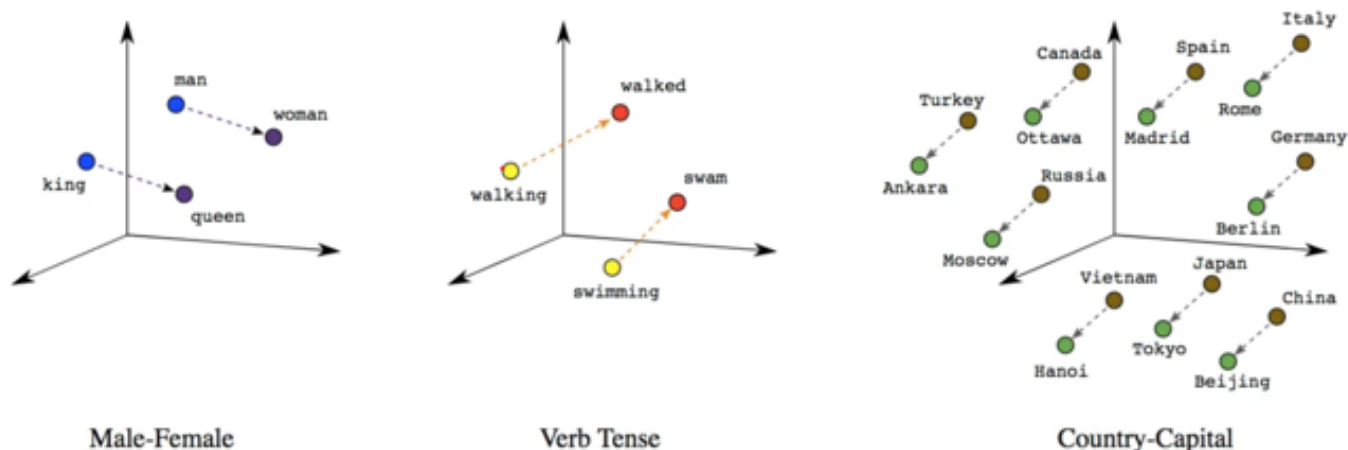 man
woman
king
queen
Male-Female
walked
walking
swam
swimming
Verb Tense
Italy
Spain
Canada
Rome
Turkey
Ottawa
Madrid
Germany
Ankara
Russia
Berlin
Moscow
Japan
Vietnam
China
Tokyo
Hanoi
Beijing
Country-Capital